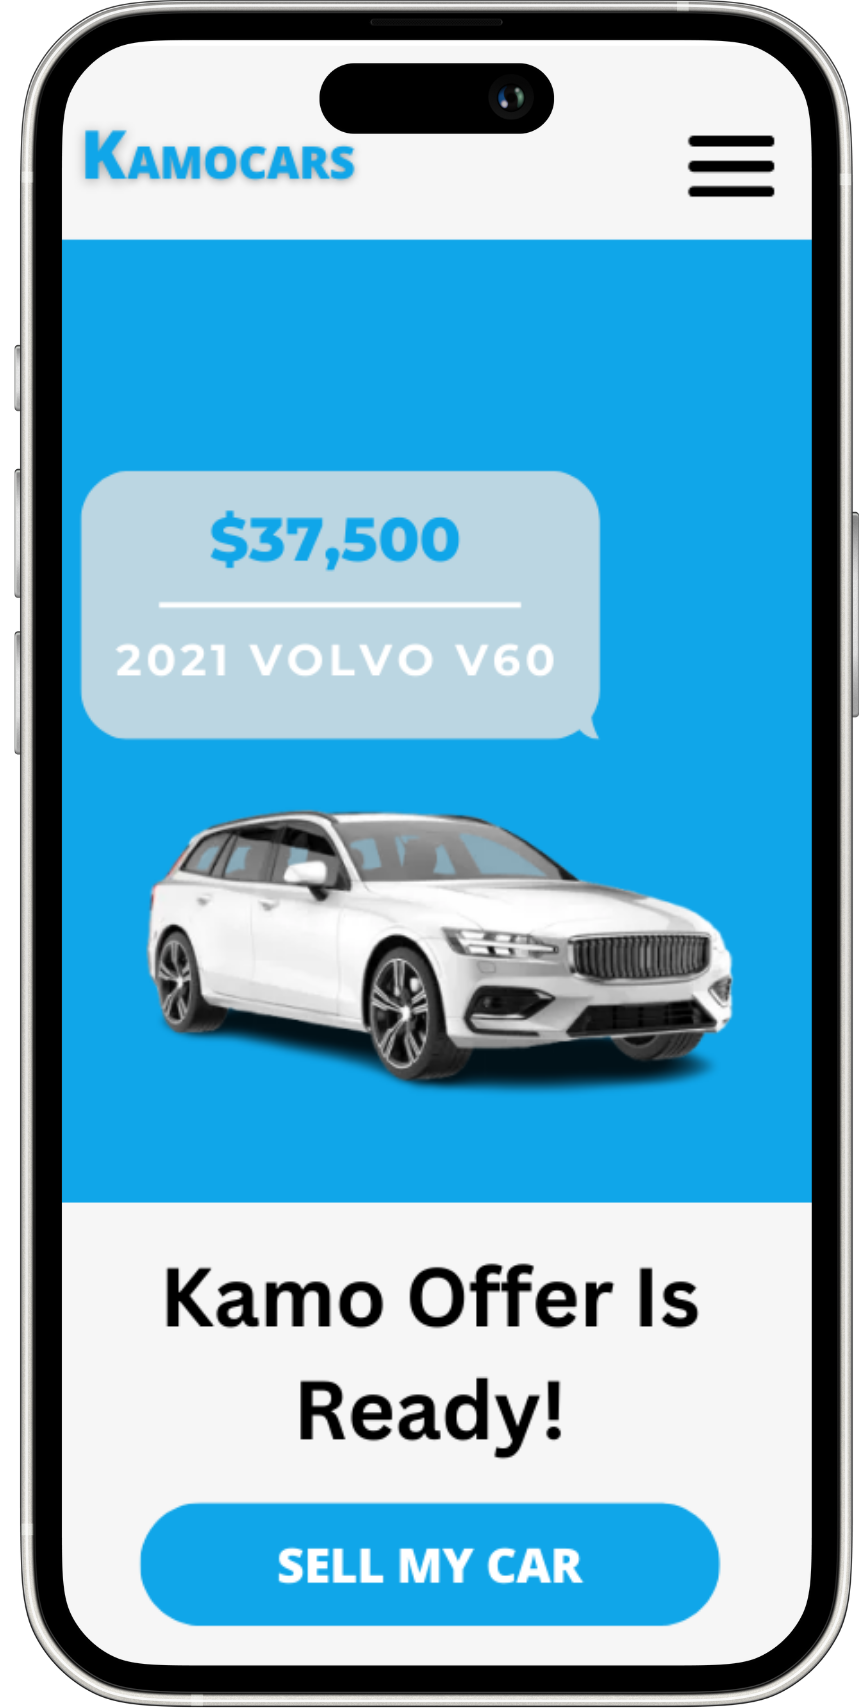 KAMOCARS
$37,500
2021 VOLVO V60
Kamo Offer Is
Ready!
SELL MY CAR